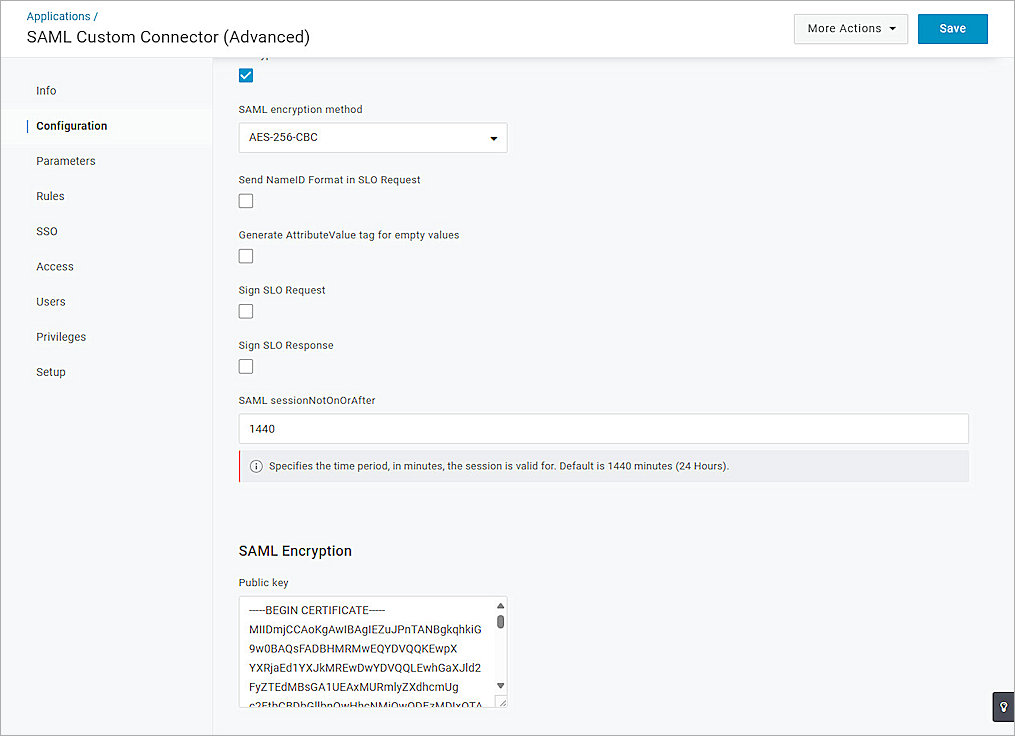 Applications /
SAML Custom Connector (Advanced)
More Actions
Save
Info
Configuration
Parameters
Rules
SSO
Access
Users
Privileges
Setup
SAML encryption method
AES-256-CBC
Send NameID Format in SLO Request
Generate AttributeValue tag for empty values
Sign SLO Request
Sign SLO Response
SAML sessionNotOnOrAfter
1440
Specifies the time period, in minutes, the session is valid for. Default is 1440 minutes (24 Hours).
SAML Encryption
Public key
-----BEGIN CERTIFICATE-----
MIIDmjCCAoKgAwIBAgIEZuJPnTANBgkqhkiG
9w0BAQsFADBHMRMwEQYDVQQKEwpX
YXRjaEd1YXJkMREwDwYDVQQLEwhGaXJld2
FyZTEdMBsGA1UEAxMURmlyZXdhcmUg